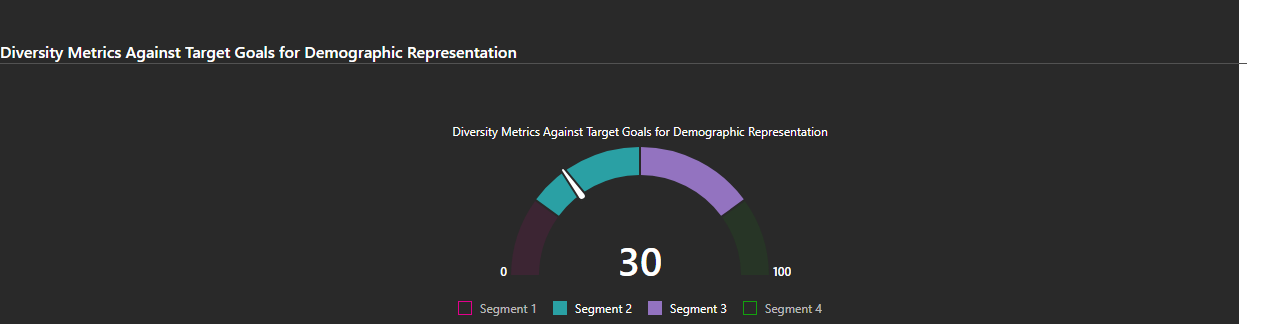 Diversity Metrics Against Target Goals for Demographic Representation
Diversity Metrics Against Target Goals for Demographic Representation
30
0 100
Segment 1 Segment 2 Segment 3 Segment 4